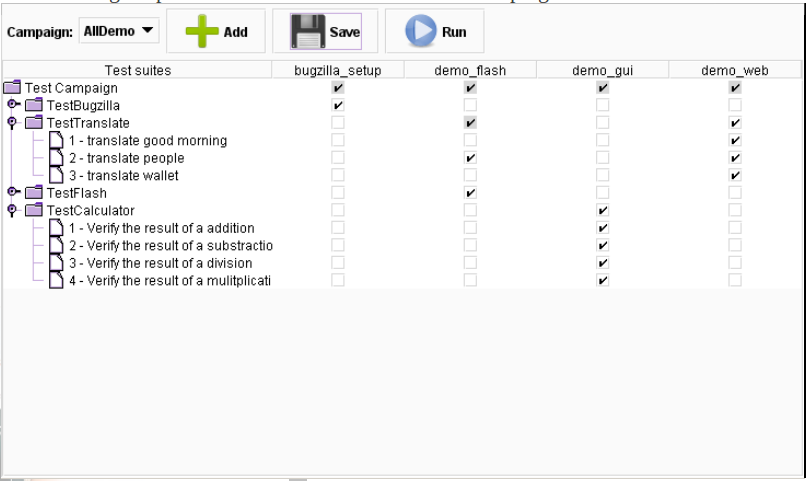 Campaign: AllDemo Add Save Run
Test suites bugzilla_setup demo_flash demo_gui demo_web
Test Campaign
TestBugzilla
TestTranslate
1 - translate good morning
2 - translate people
3 - translate wallet
TestFlash
TestCalculator
1 - Verify the result of a addition
2 - Verify the result of a substractio
3 - Verify the result of a division
4 - Verify the result of a mulitplicati